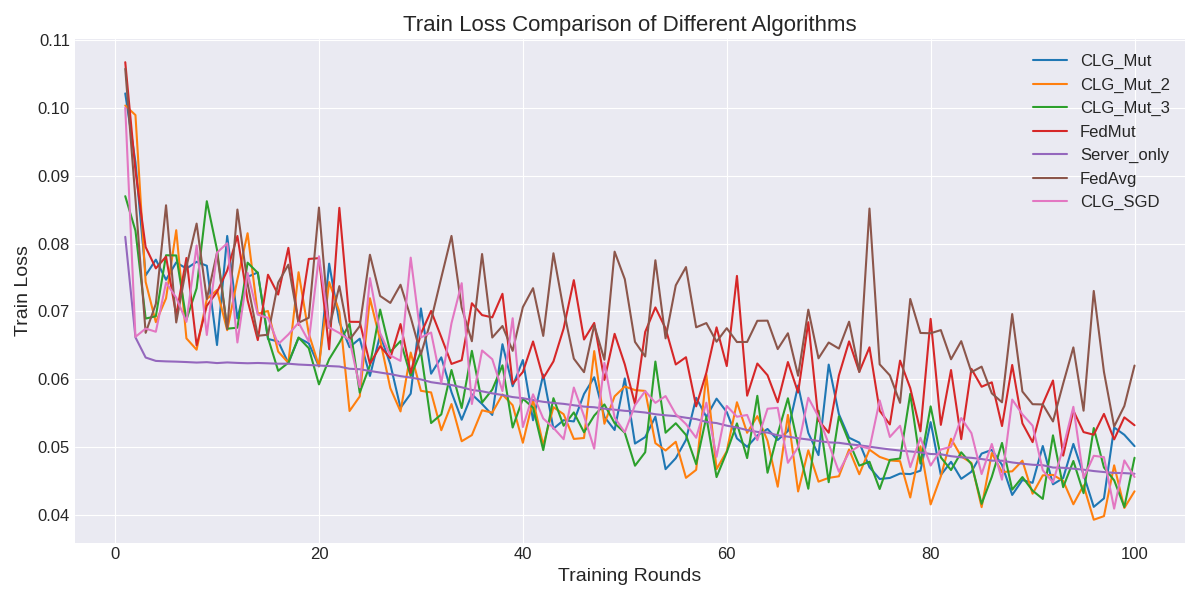 Train Loss Comparison of Different Algorithms
0.11
0.10
0.09
0.08
0.07
0.06
0.05
0.04
Train Loss
0
20
40
60
80
100
Training Rounds
CLG_Mut
CLG_Mut_2
CLG_Mut_3
FedMut
Server_only
FedAvg
CLG_SGD